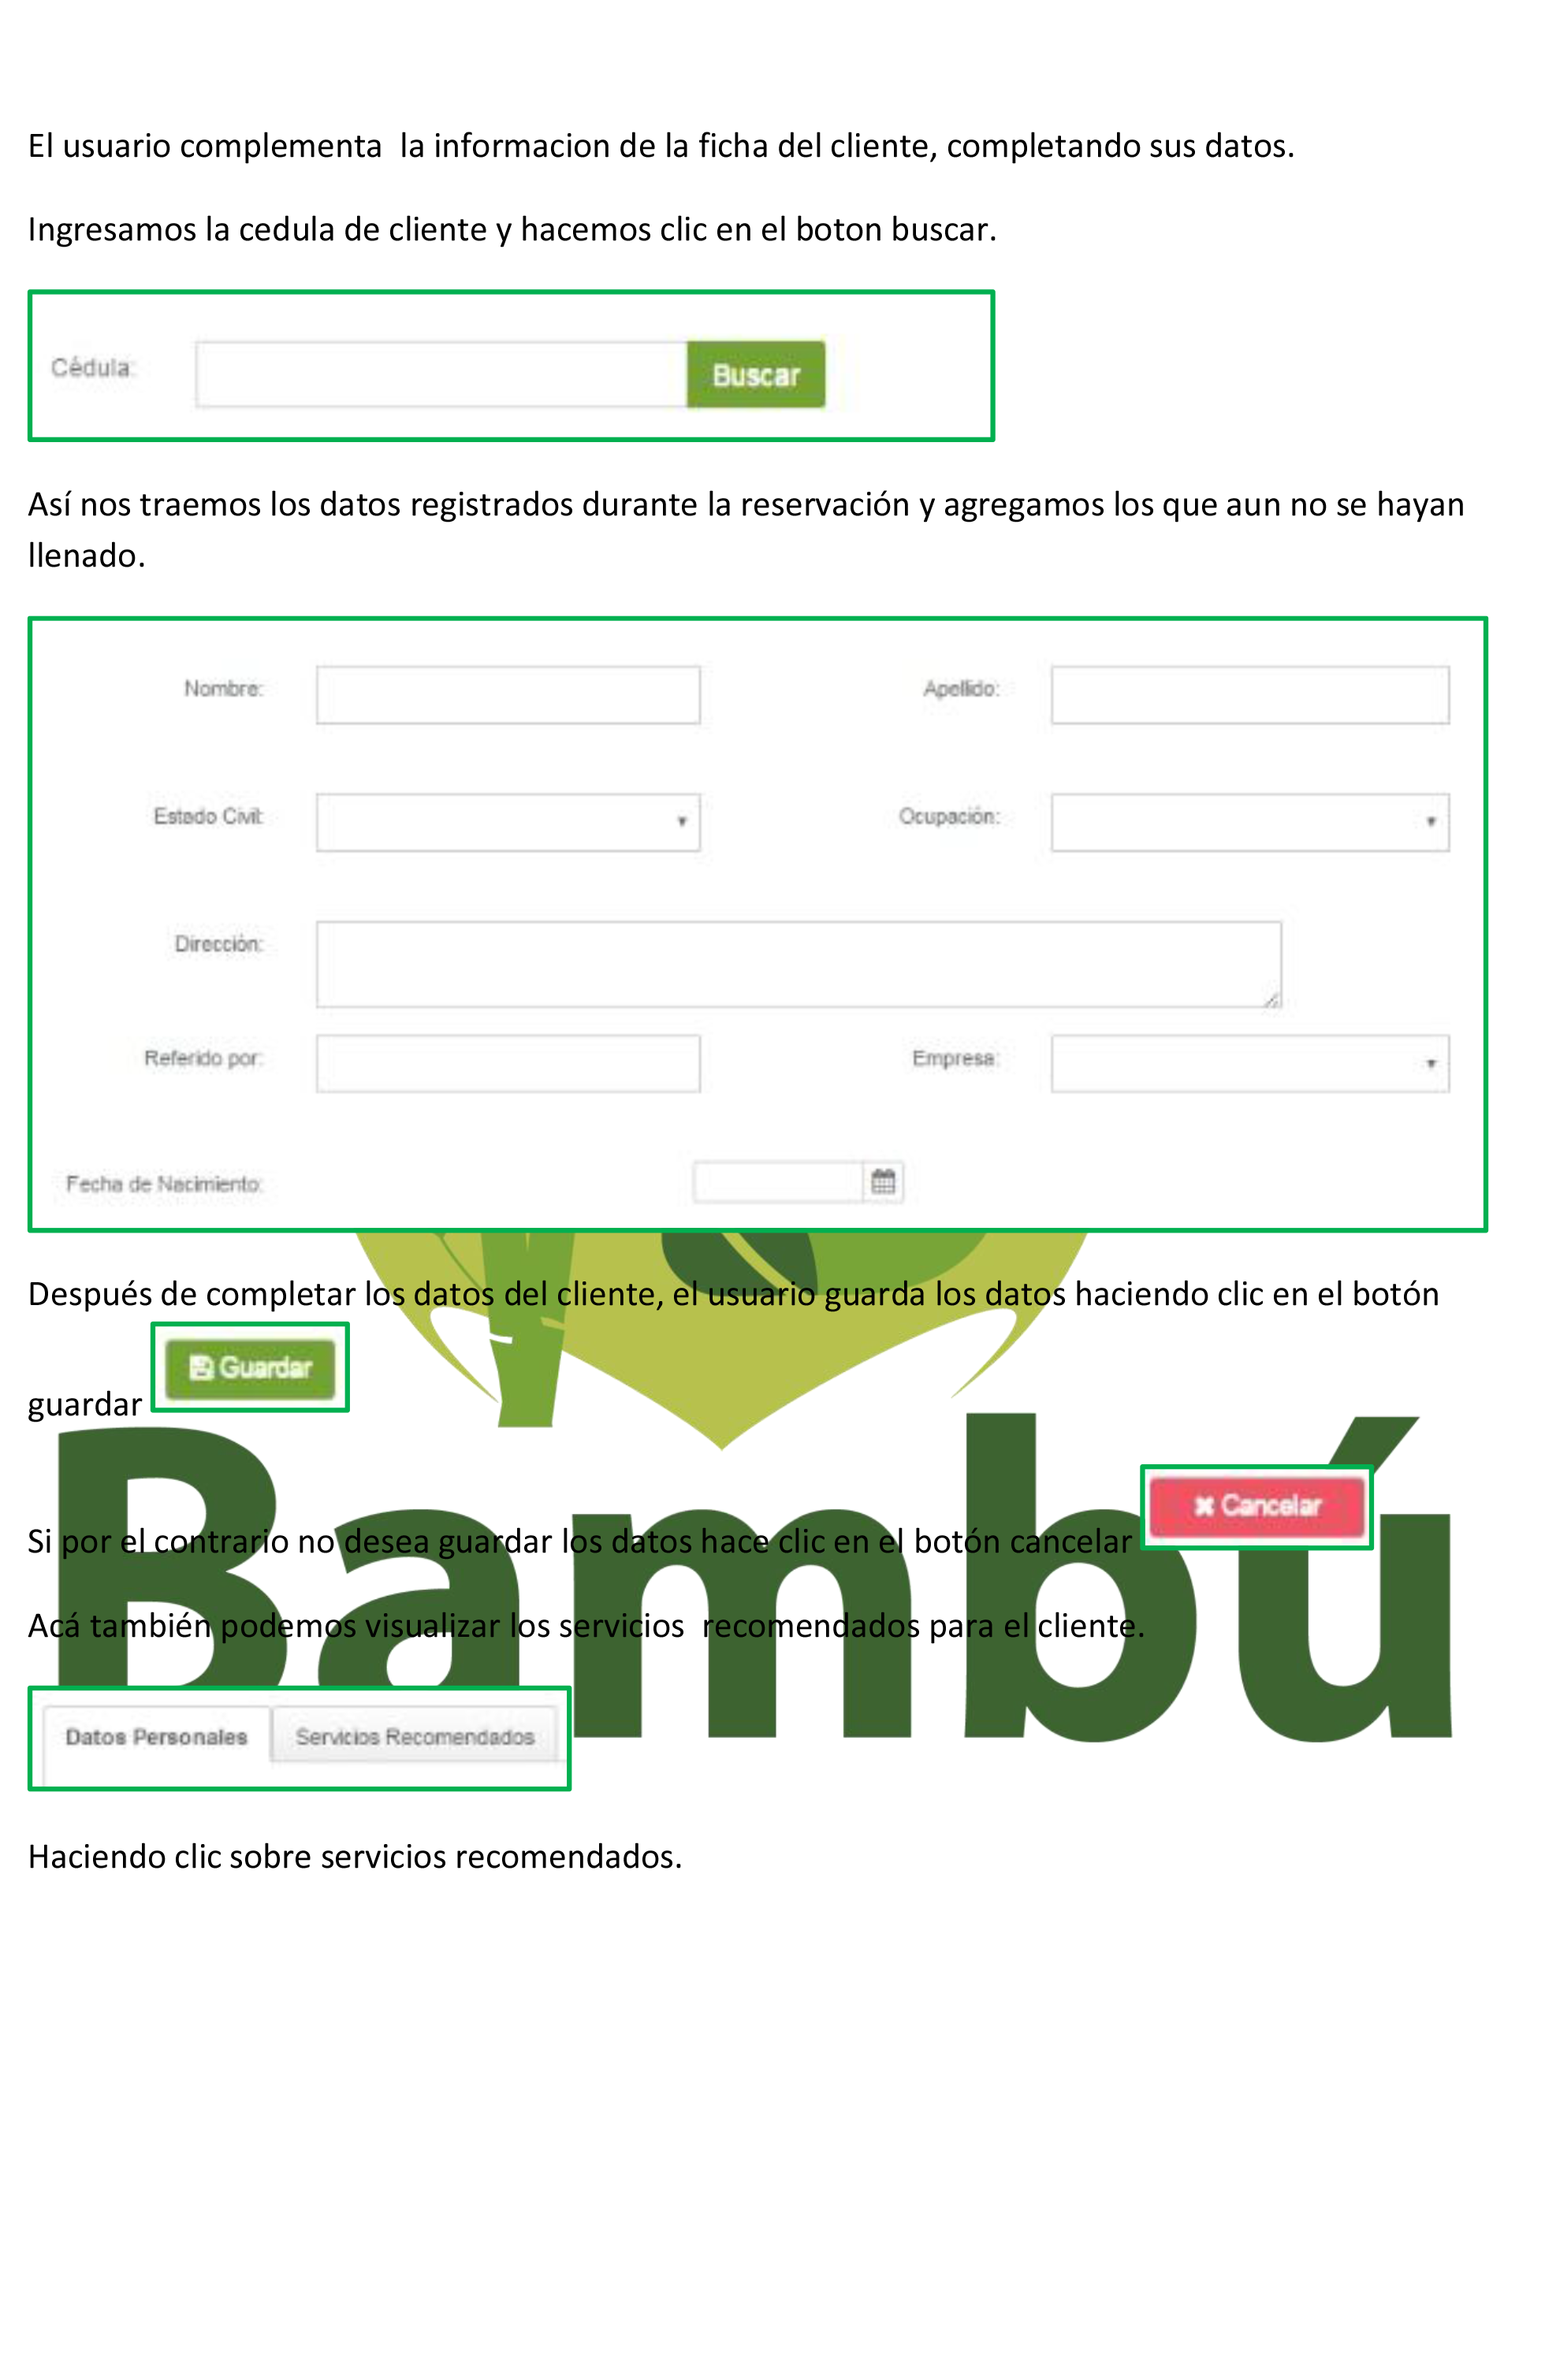 El usuario complementa  la informacion de la ficha del cliente, completando sus datos.
Ingresamos la cedula de cliente y hacemos clic en el boton buscar.
Cédula:
Buscar
Así nos traemos los datos registrados durante la reservación y agregamos los que aun no se hayan
llenado.
Nombre:
Apellido:
Estado Civil:
Ocupación:
Dirección:
Referido por:
Empresa:
Fecha de Nacimiento:
Después de completar los datos del cliente, el usuario guarda los datos haciendo clic en el botón
guardar
Guardar
Bambú
Cancelar
Si por el contrario no desea guardar los datos hace clic en el botón cancelar
Acá también podemos visualizar los servicios  recomendados para el cliente.
Datos Personales
Servicios Recomendados
Haciendo clic sobre servicios recomendados.